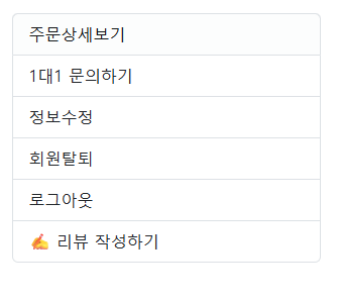 주문상세보기
1대1 문의하기
정보수정
회원탈퇴
로그아웃
✍ 리뷰 작성하기